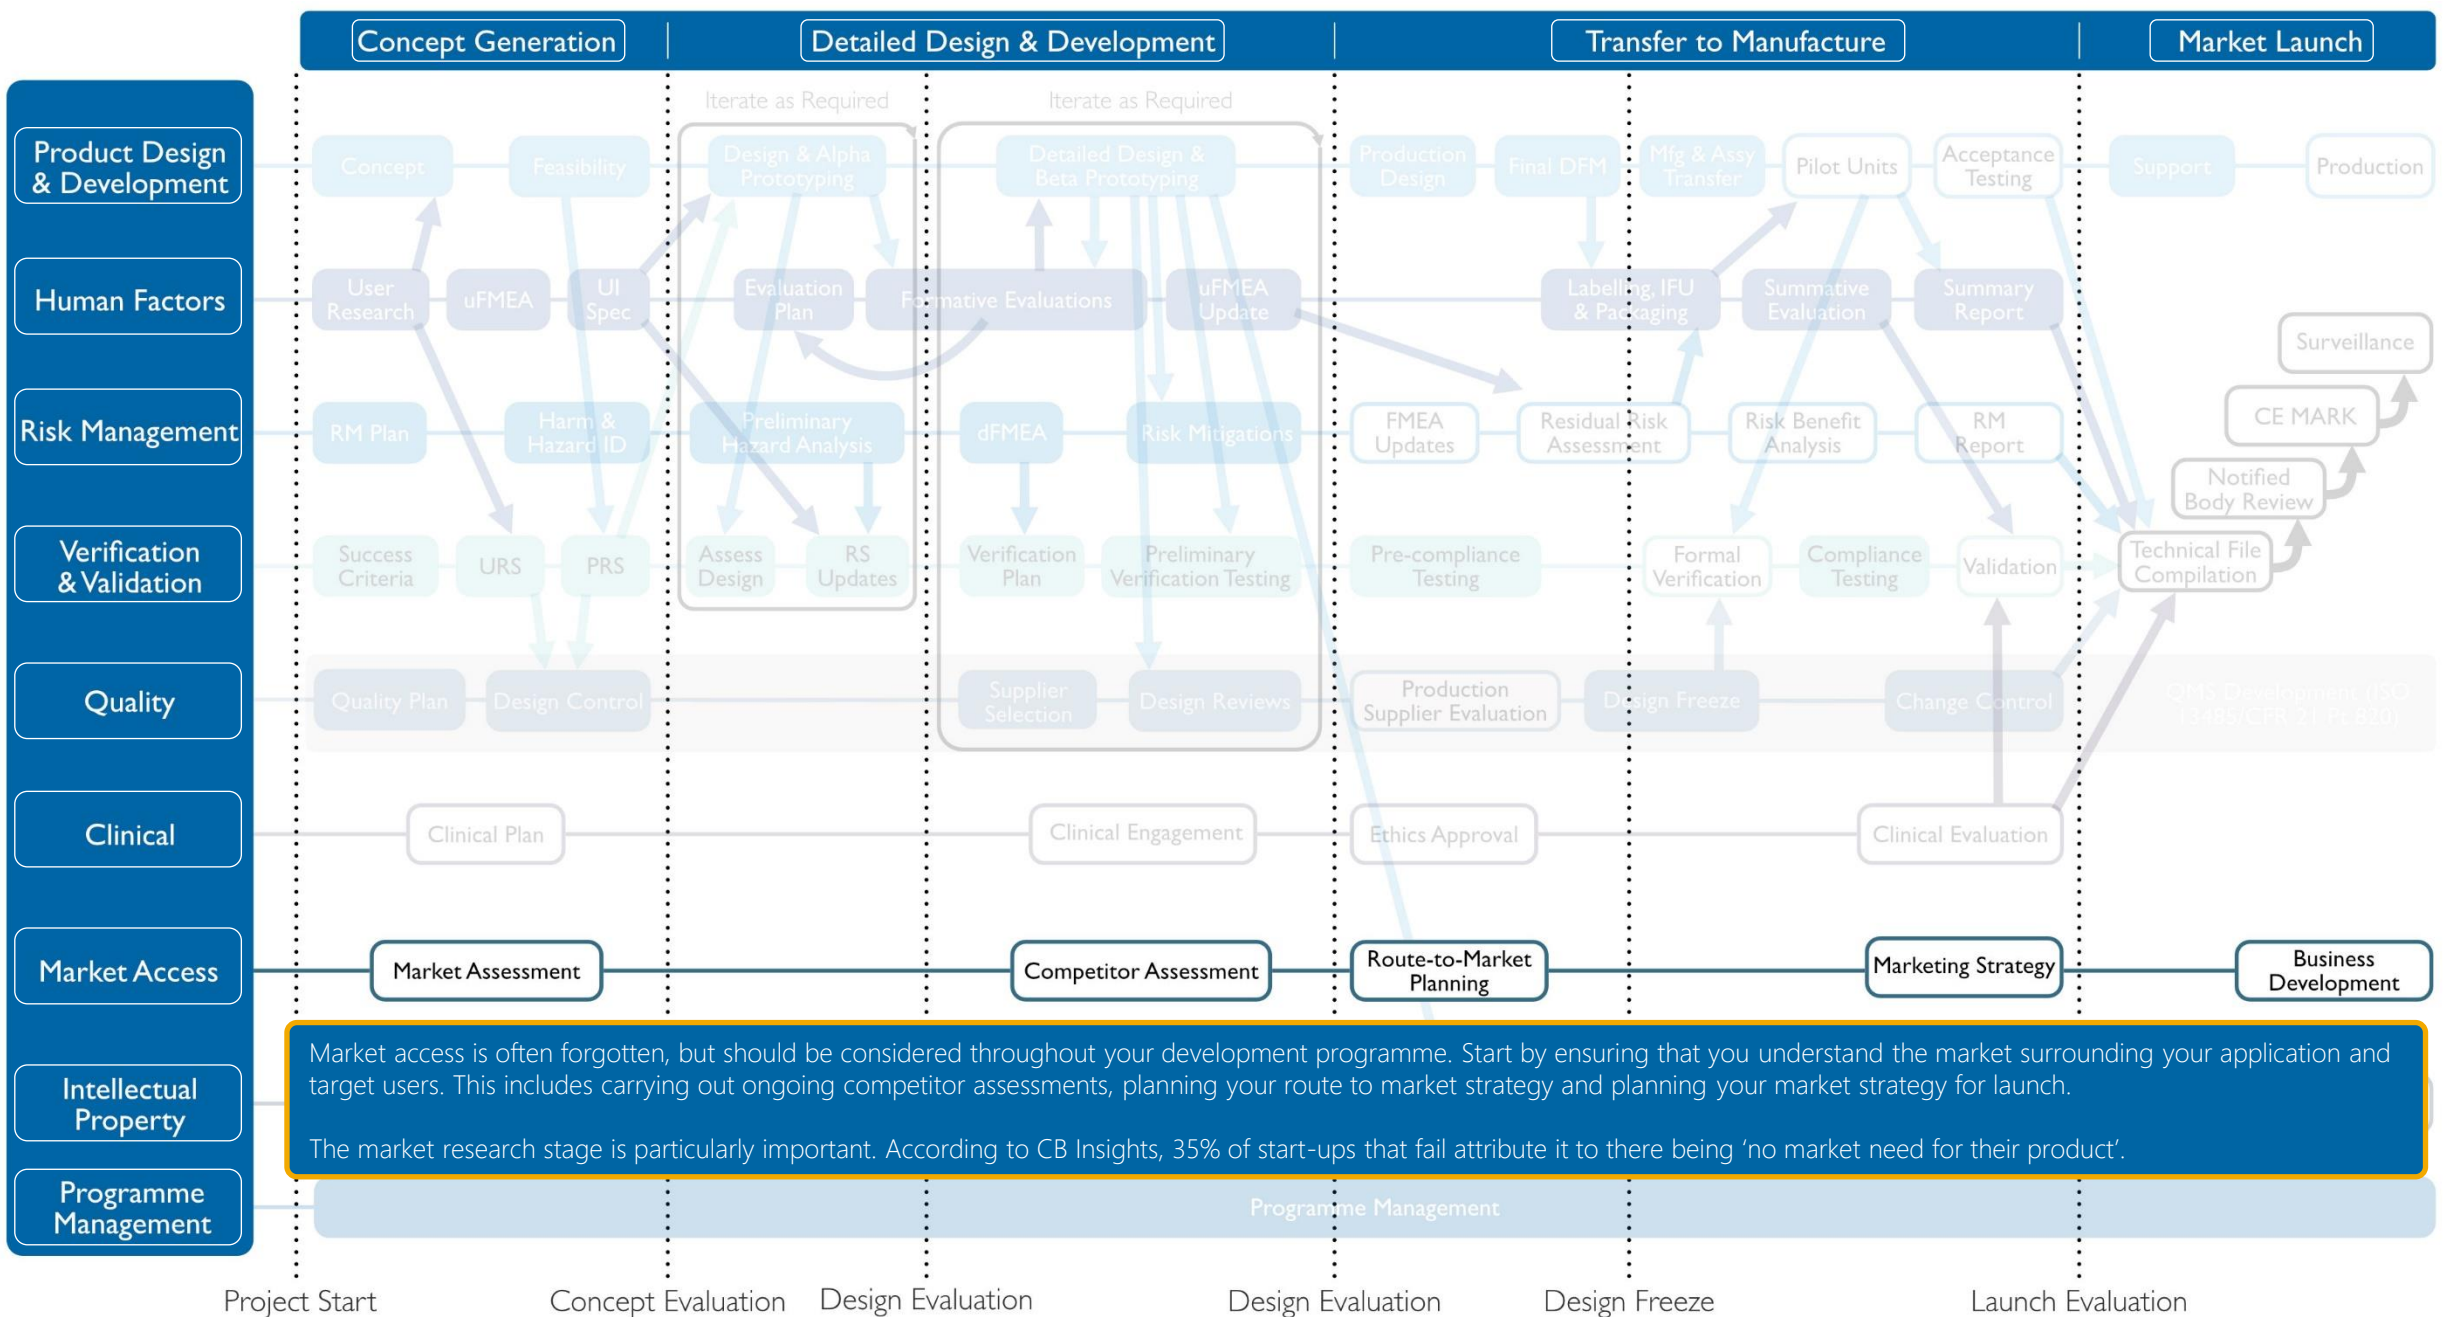 Concept Generation
Detailed Design & Development
Transfer to Manufacture
Market Launch
Iterate as Required
Iterate as Required
Product Design
& Development
Concept
Feasibility
Design & Alpha
Prototyping
Detailed Design &
Beta Prototyping
Production
Design
Final DFM
Mfg & Assy
Transfer
Pilot Units
Acceptance
Testing
Support
Production
Human Factors
User
Research
uFMEA
UI
Spec
Evaluation
Plan
Formative Evaluations
uFMEA
Update
Labelling, IFU
& Packaging
Summative
Evaluation
Summary
Report
Surveillance
Risk Management
RM Plan
Harm &
Hazard ID
Preliminary
Hazard Analysis
dFMEA
Risk Mitigations
FMEA
Updates
Residual Risk
Assessment
Risk Benefit
Analysis
RM
Report
CE MARK
Notified
Body Review
Verification
& Validation
Success
Criteria
URS
PRS
Assess
Design
RS
Updates
Verification
Plan
Preliminary
Verification Testing
Pre-compliance
Testing
Formal
Verification
Compliance
Testing
Validation
Technical File
Compilation
Quality
Quality Plan
Design Control
Supplier
Selection
Design Reviews
Production
Supplier Evaluation
Design Freeze
Change Control
QMS Development (ISO
13485/CFR 21 Pt 820)
Clinical
Clinical Plan
Clinical Engagement
Ethics Approval
Clinical Evaluation
Market Access
Market Assessment
Competitor Assessment
Route-to-Market
Planning
Marketing Strategy
Business
Development
Intellectual
Property
Market access is often forgotten, but should be considered throughout your development programme. Start by ensuring that you understand the market surrounding your application and
target users. This includes carrying out ongoing competitor assessments, planning your route to market strategy and planning your market strategy for launch.
The market research stage is particularly important. According to CB Insights, 35% of start-ups that fail attribute it to there being ‘no market need for their product’.
Programme
Management
Programme Management
Project Start
Concept Evaluation
Design Evaluation
Design Evaluation
Design Freeze
Launch Evaluation